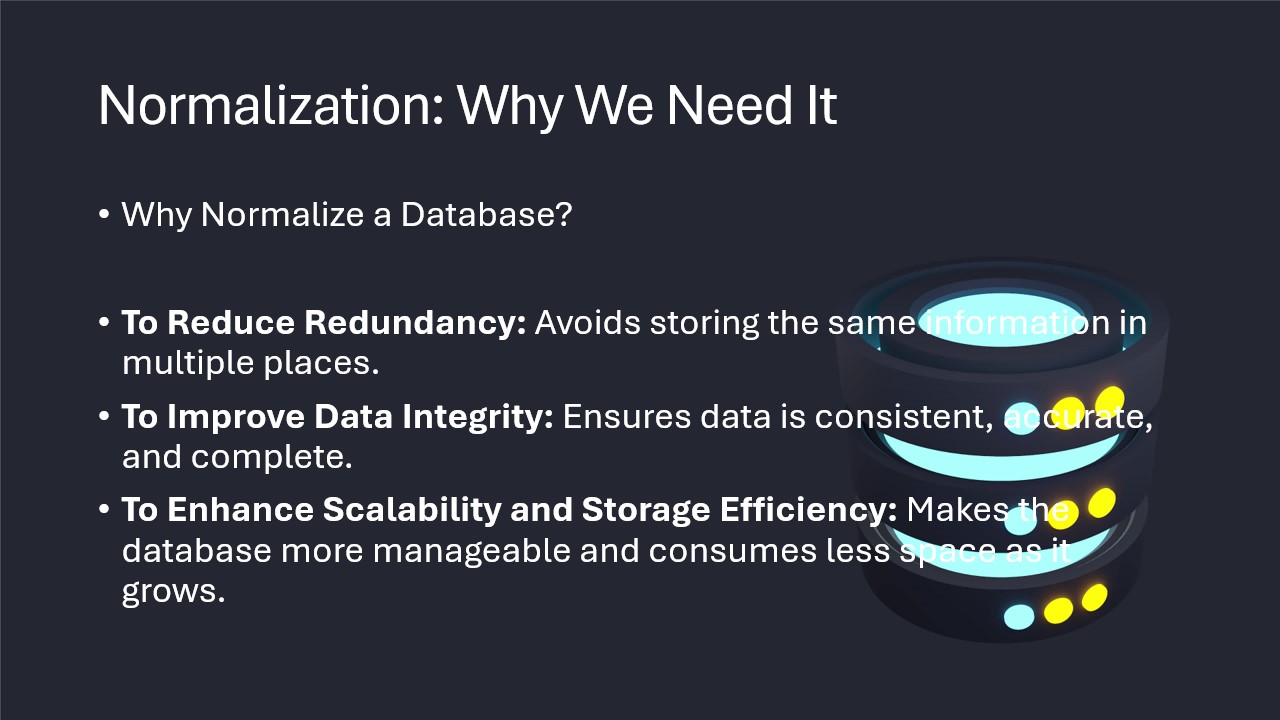 Normalization: Why We Need It
• Why Normalize a Database?
• To Reduce Redundancy: Avoids storing the same information in
multiple places.
• To Improve Data Integrity: Ensures data is consistent, accurate,
and complete.
• To Enhance Scalability and Storage Efficiency: Makes the
database more manageable and consumes less space as it
grows.